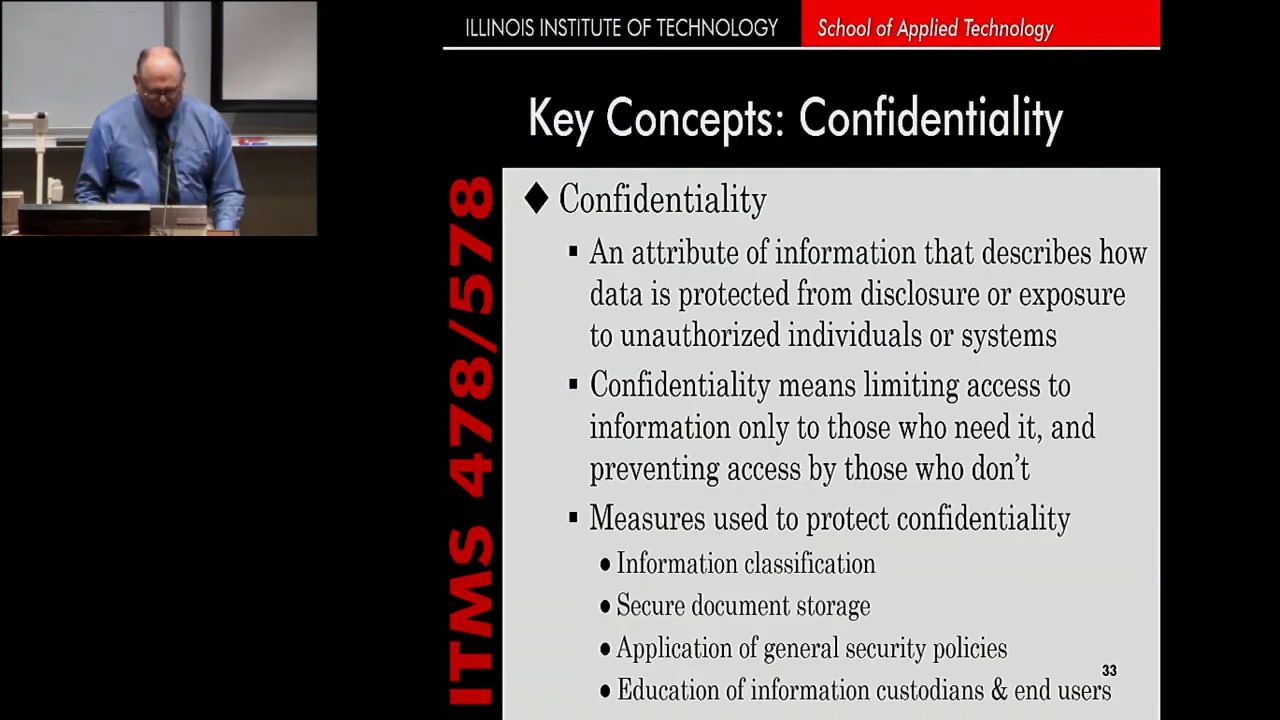 ILLINOIS INSTITUTE OF TECHNOLOGY School of Applied Technology
Key Concepts: Confidentiality
ITMS 478/578
♦ Confidentiality
▪ An attribute of information that describes how
data is protected from disclosure or exposure
to unauthorized individuals or systems
▪ Confidentiality means limiting access to
information only to those who need it, and
preventing access by those who don't
▪ Measures used to protect confidentiality
• Information classification
• Secure document storage
• Application of general security policies
• Education of information custodians & end users
33